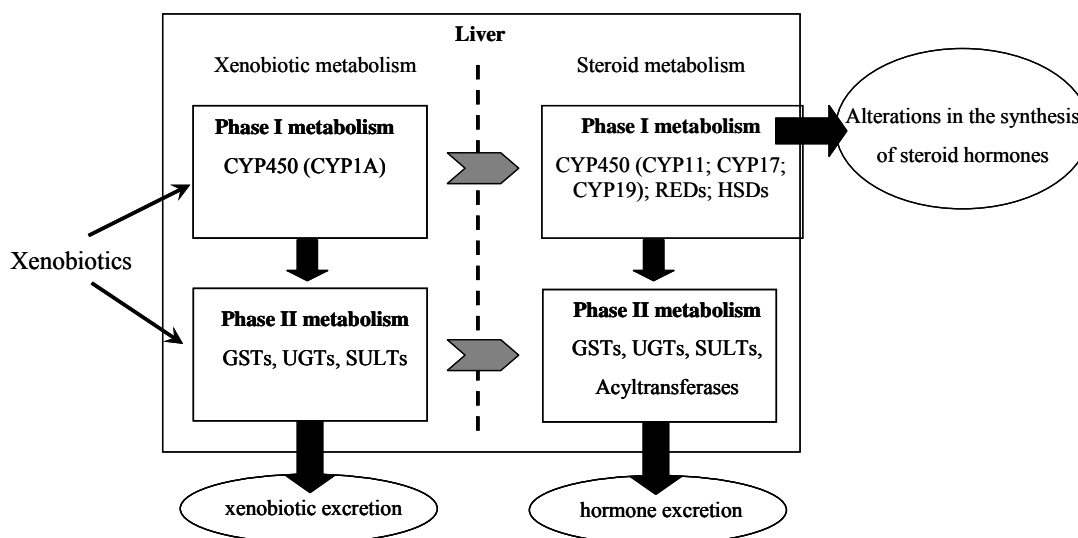 Liver
Xenobiotic metabolism
Steroid metabolism
Phase I metabolism
CYP450 (CYP1A)
Phase I metabolism
CYP450 (CYP11; CYP17;
CYP19); REDs; HSDs
Alterations in the synthesis
of steroid hormones
Xenobiotics
Phase II metabolism
GSTs, UGTs, SULTs
Phase II metabolism
GSTs, UGTs, SULTs,
Acyltransferases
xenobiotic excretion
hormone excretion